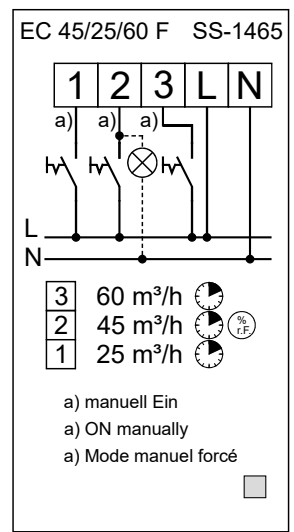 EC 45/25/60 F SS-1465
1 2 3 L N
a) a) a)
L
N
3 60 m³/h
2 45 m³/h % r.F.
1 25 m³/h
a) manuell Ein
a) ON manually
a) Mode manuel forcé